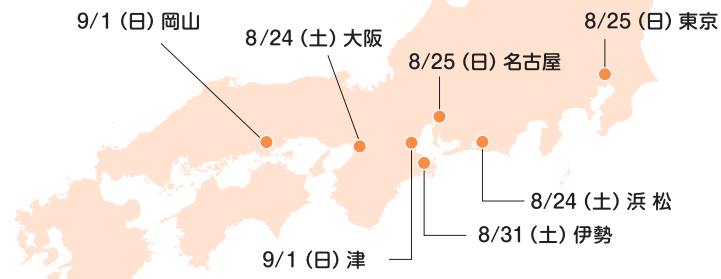 9/1（日）岡山
8/24（土）大阪
8/25（日）名古屋
8/25（日）東京
8/24（土）浜 松
8/31（土）伊勢
9/1（日）津